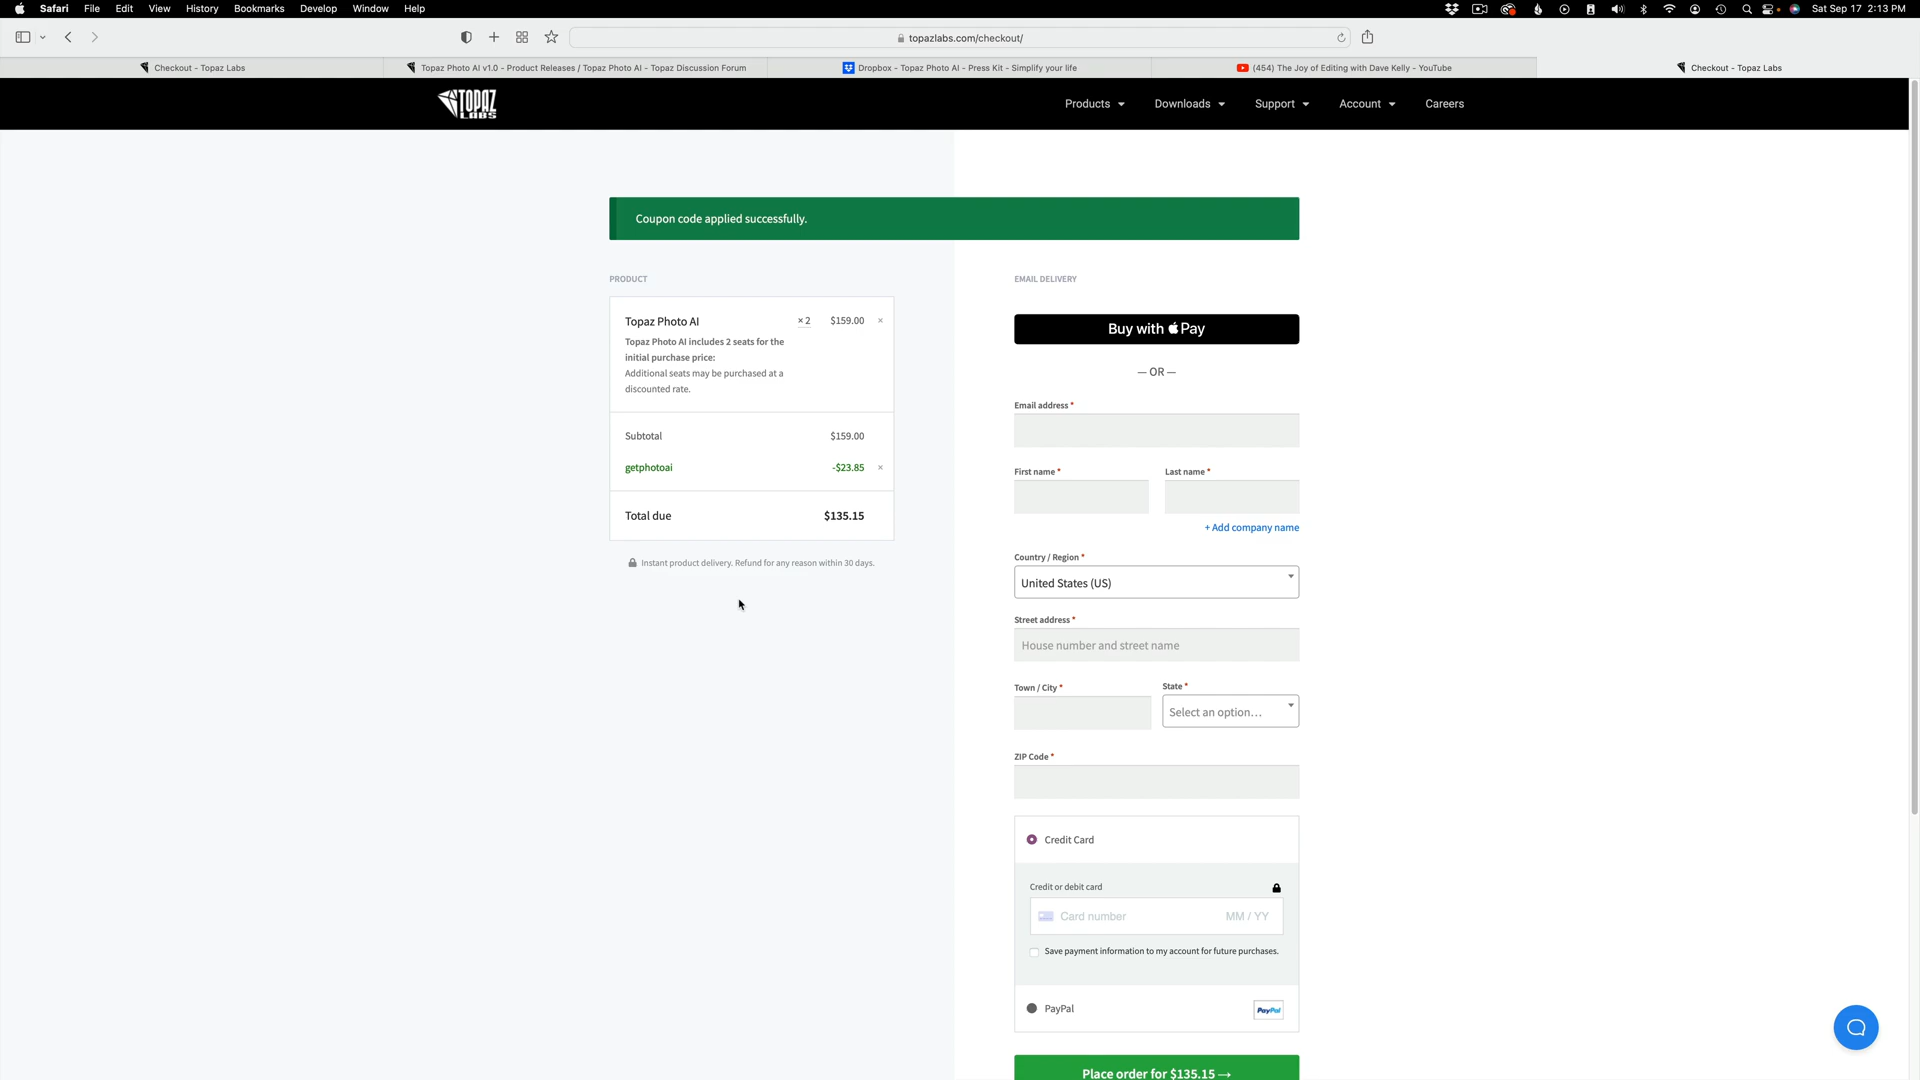 Safari File Edit View History Bookmarks Develop Window Help Sat Sep 17 2:13 PM
topazlabs.com/checkout/
Checkout - Topaz Labs Topaz Photo AI v1.0 - Product Releases / Topaz Photo AI - Topaz Discussion Forum Dropbox - Topaz Photo AI - Press Kit - Simplify your life (454) The Joy of Editing with Dave Kelly - YouTube Checkout - Topaz Labs
TOPAZ LABS
Products Downloads Support Account Careers
Coupon code applied successfully.
PRODUCT
Topaz Photo AI × 2 $159.00 ×
Topaz Photo AI includes 2 seats for the
initial purchase price:
Additional seats may be purchased at a
discounted rate.
Subtotal $159.00
getphotoai -$23.85 ×
Total due $135.15
Instant product delivery. Refund for any reason within 30 days.
EMAIL DELIVERY
Buy with Pay
— OR —
Email address *
First name * Last name *
+ Add company name
Country / Region *
United States (US)
Street address *
House number and street name
Town / City * State *
Select an option...
ZIP Code *
Credit Card
Credit or debit card
Card number MM / YY
Save payment information to my account for future purchases.
PayPal PayPal
Place order for $135.15 →